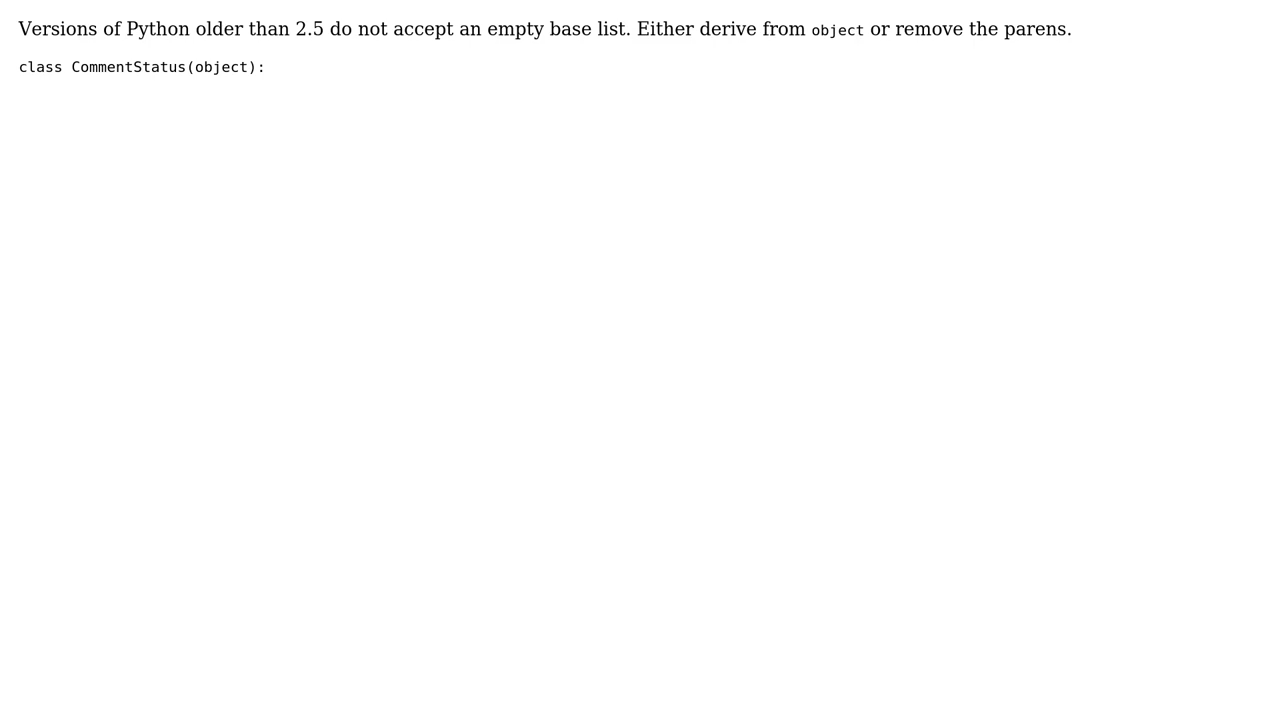 Versions of Python older than 2.5 do not accept an empty base list. Either derive from object or remove the parens.
class CommentStatus(object):